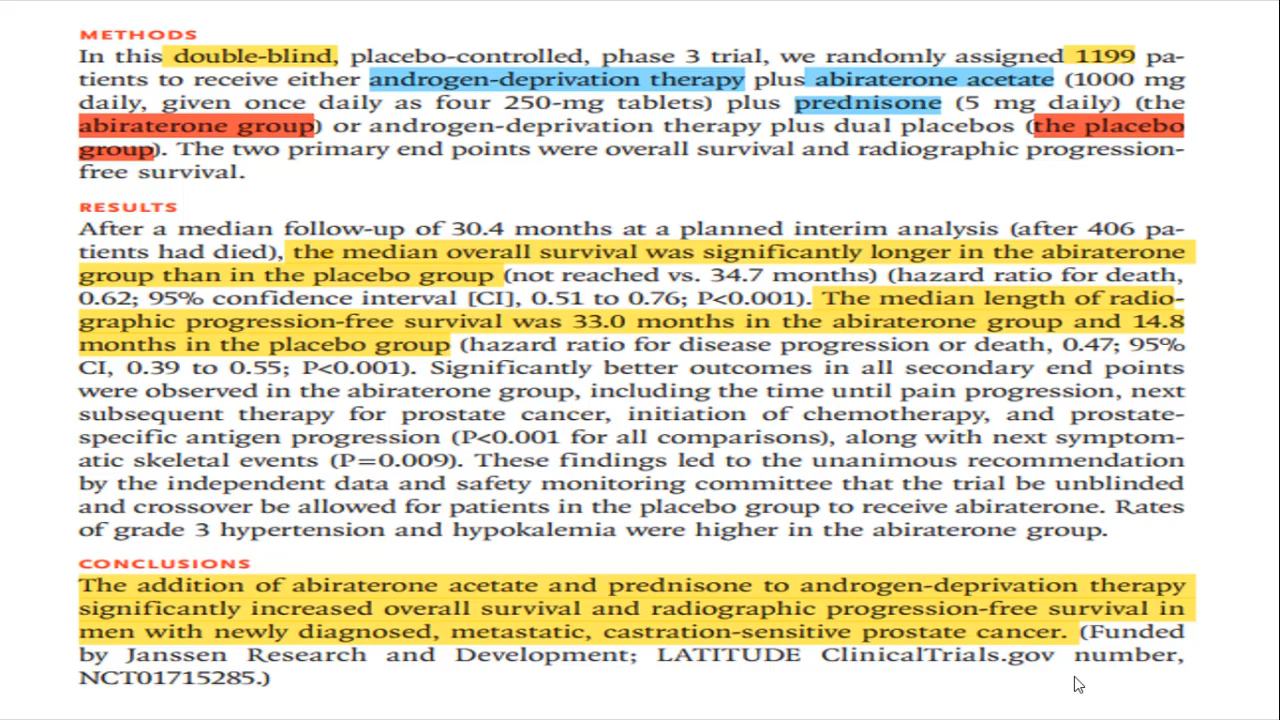 METHODS
In this double-blind, placebo-controlled, phase 3 trial, we randomly assigned 1199 pa-
tients to receive either androgen-deprivation therapy plus abiraterone acetate (1000 mg
daily, given once daily as four 250-mg tablets) plus prednisone (5 mg daily) (the
abiraterone group) or androgen-deprivation therapy plus dual placebos (the placebo
group). The two primary end points were overall survival and radiographic progression-
free survival.
RESULTS
After a median follow-up of 30.4 months at a planned interim analysis (after 406 pa-
tients had died), the median overall survival was significantly longer in the abiraterone
group than in the placebo group (not reached vs. 34.7 months) (hazard ratio for death,
0.62; 95% confidence interval [CI], 0.51 to 0.76; P<0.001). The median length of radio-
graphic progression-free survival was 33.0 months in the abiraterone group and 14.8
months in the placebo group (hazard ratio for disease progression or death, 0.47; 95%
CI, 0.39 to 0.55; P<0.001). Significantly better outcomes in all secondary end points
were observed in the abiraterone group, including the time until pain progression, next
subsequent therapy for prostate cancer, initiation of chemotherapy, and prostate-
specific antigen progression (P<0.001 for all comparisons), along with next symptom-
atic skeletal events (P=0.009). These findings led to the unanimous recommendation
by the independent data and safety monitoring committee that the trial be unblinded
and crossover be allowed for patients in the placebo group to receive abiraterone. Rates
of grade 3 hypertension and hypokalemia were higher in the abiraterone group.
CONCLUSIONS
The addition of abiraterone acetate and prednisone to androgen-deprivation therapy
significantly increased overall survival and radiographic progression-free survival in
men with newly diagnosed, metastatic, castration-sensitive prostate cancer. (Funded
by Janssen Research and Development; LATITUDE ClinicalTrials.gov number,
NCT01715285.)